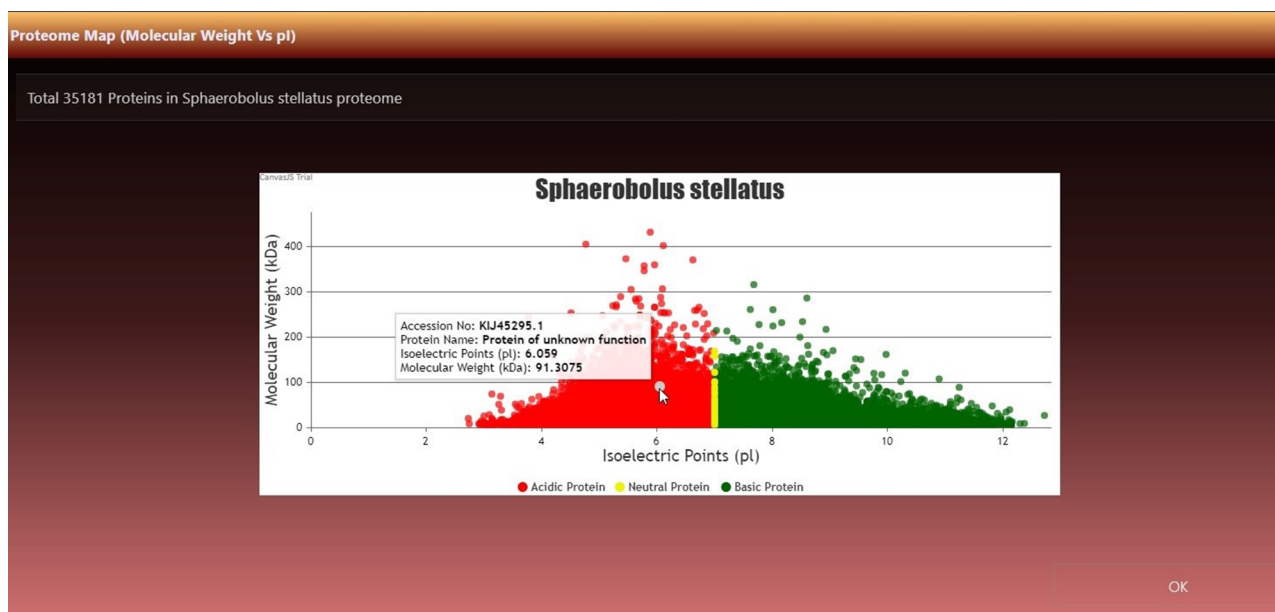 Proteome Map (Molecular Weight Vs pI)
Total 35181 Proteins in Sphaerobolus stellatus proteome
CanvasJS Trial
Sphaerobolus stellatus
Molecular Weight (kDa)
400
300
200
100
0
Accession No: KIJ45295.1
Protein Name: Protein of unknown function
Isoelectric Points (pI): 6.059
Molecular Weight (kDa): 91.3075
0 2 4 6 8 10 12
Isoelectric Points (pI)
Acidic Protein Neutral Protein Basic Protein
OK